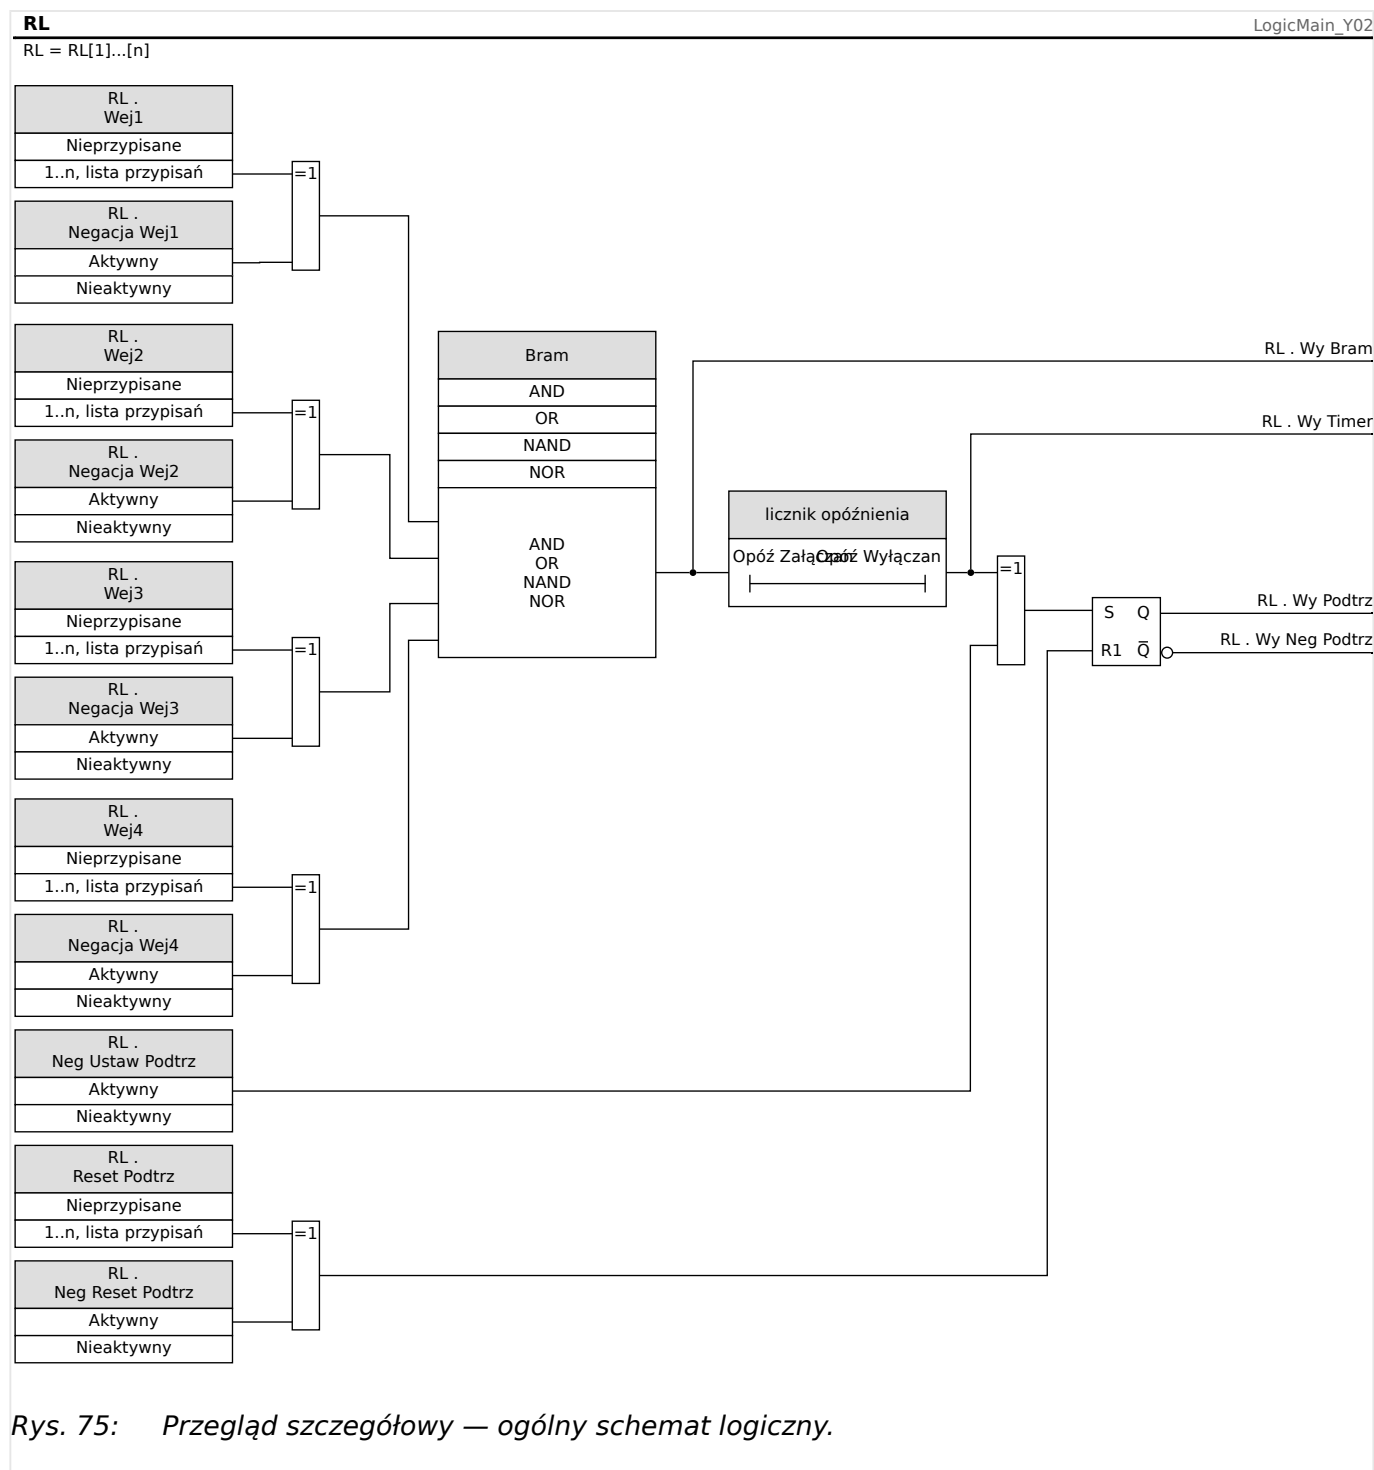 RL
LogicMain_Y02
RL = RL[1]...[n]
RL .
Wej1
Nieprzypisane
1..n, lista przypisań
=1
RL .
Negacja Wej1
Aktywny
Nieaktywny
RL .
Wej2
Nieprzypisane
1..n, lista przypisań
=1
RL .
Negacja Wej2
Aktywny
Nieaktywny
RL .
Wej3
Nieprzypisane
1..n, lista przypisań
=1
RL .
Negacja Wej3
Aktywny
Nieaktywny
RL .
Wej4
Nieprzypisane
1..n, lista przypisań
=1
RL .
Negacja Wej4
Aktywny
Nieaktywny
RL .
Neg Ustaw Podtrz
Aktywny
Nieaktywny
RL .
Reset Podtrz
Nieprzypisane
1..n, lista przypisań
=1
RL .
Neg Reset Podtrz
Aktywny
Nieaktywny
Bram
AND
OR
NAND
NOR
AND
OR
NAND
NOR
licznik opóźnienia
Opóź Załączan
Opóź Wyłączan
=1
S Q
R1 Q̅
RL . Wy Bram
RL . Wy Timer
RL . Wy Podtrz
RL . Wy Neg Podtrz
Rys. 75: Przegląd szczegółowy — ogólny schemat logiczny.